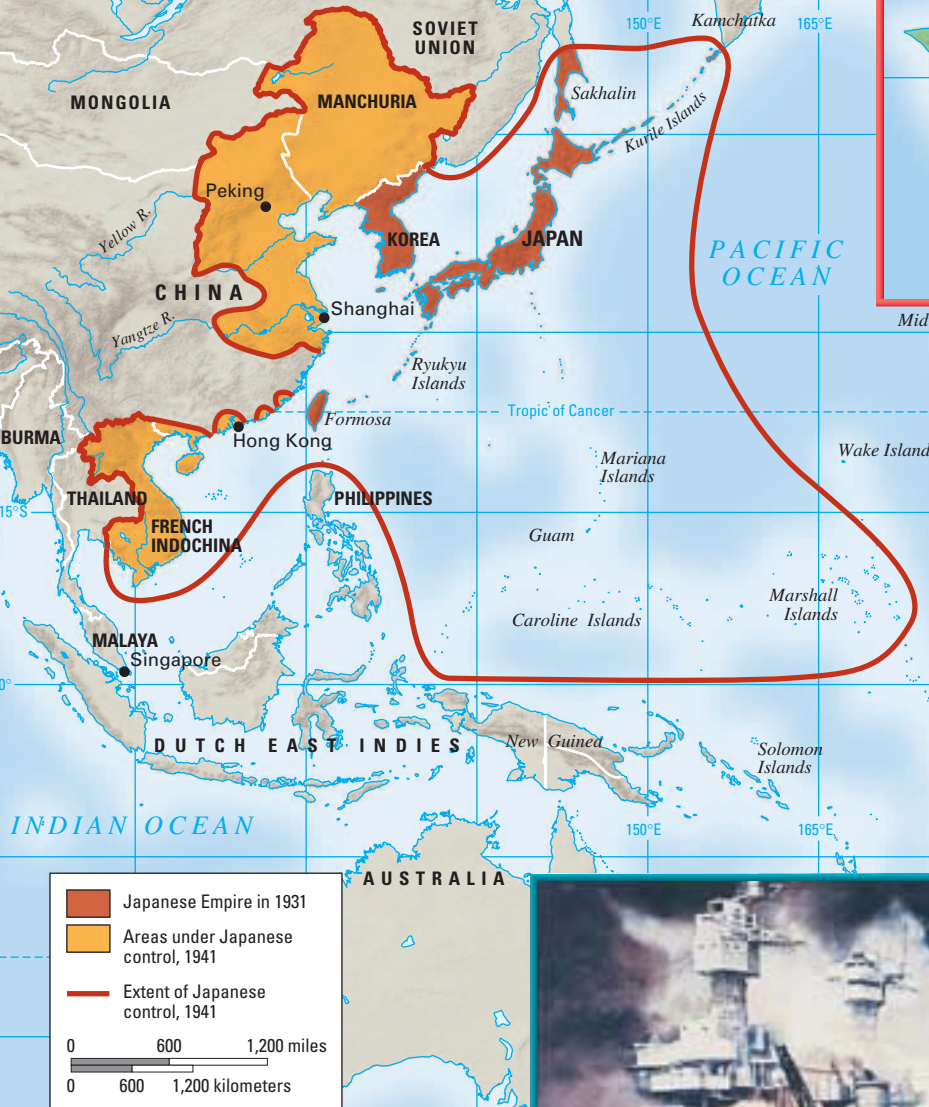 SOVIET
UNION
150°E
Kamchatka
165°E
MONGOLIA
MANCHURIA
Sakhalin
Kurile Islands
Peking
Yellow R.
KOREA
JAPAN
PACIFIC
OCEAN
CHINA
Shanghai
Yangtze R.
Mid
Ryukyu
Islands
Formosa
Tropic of Cancer
BURMA
Hong Kong
Wake Island
Mariana
Islands
THAILAND
PHILIPPINES
15°S
FRENCH
INDOCHINA
Guam
Marshall
Islands
Caroline Islands
MALAYA
Singapore
0°
DUTCH EAST INDIES
New Guined
Solomon
Islands
INDIAN OCEAN
150°E
165°E
AUSTRALIA
Japanese Empire in 1931
Areas under Japanese
control, 1941
Extent of Japanese
control, 1941
0 600 1,200 miles
0 600 1,200 kilometers